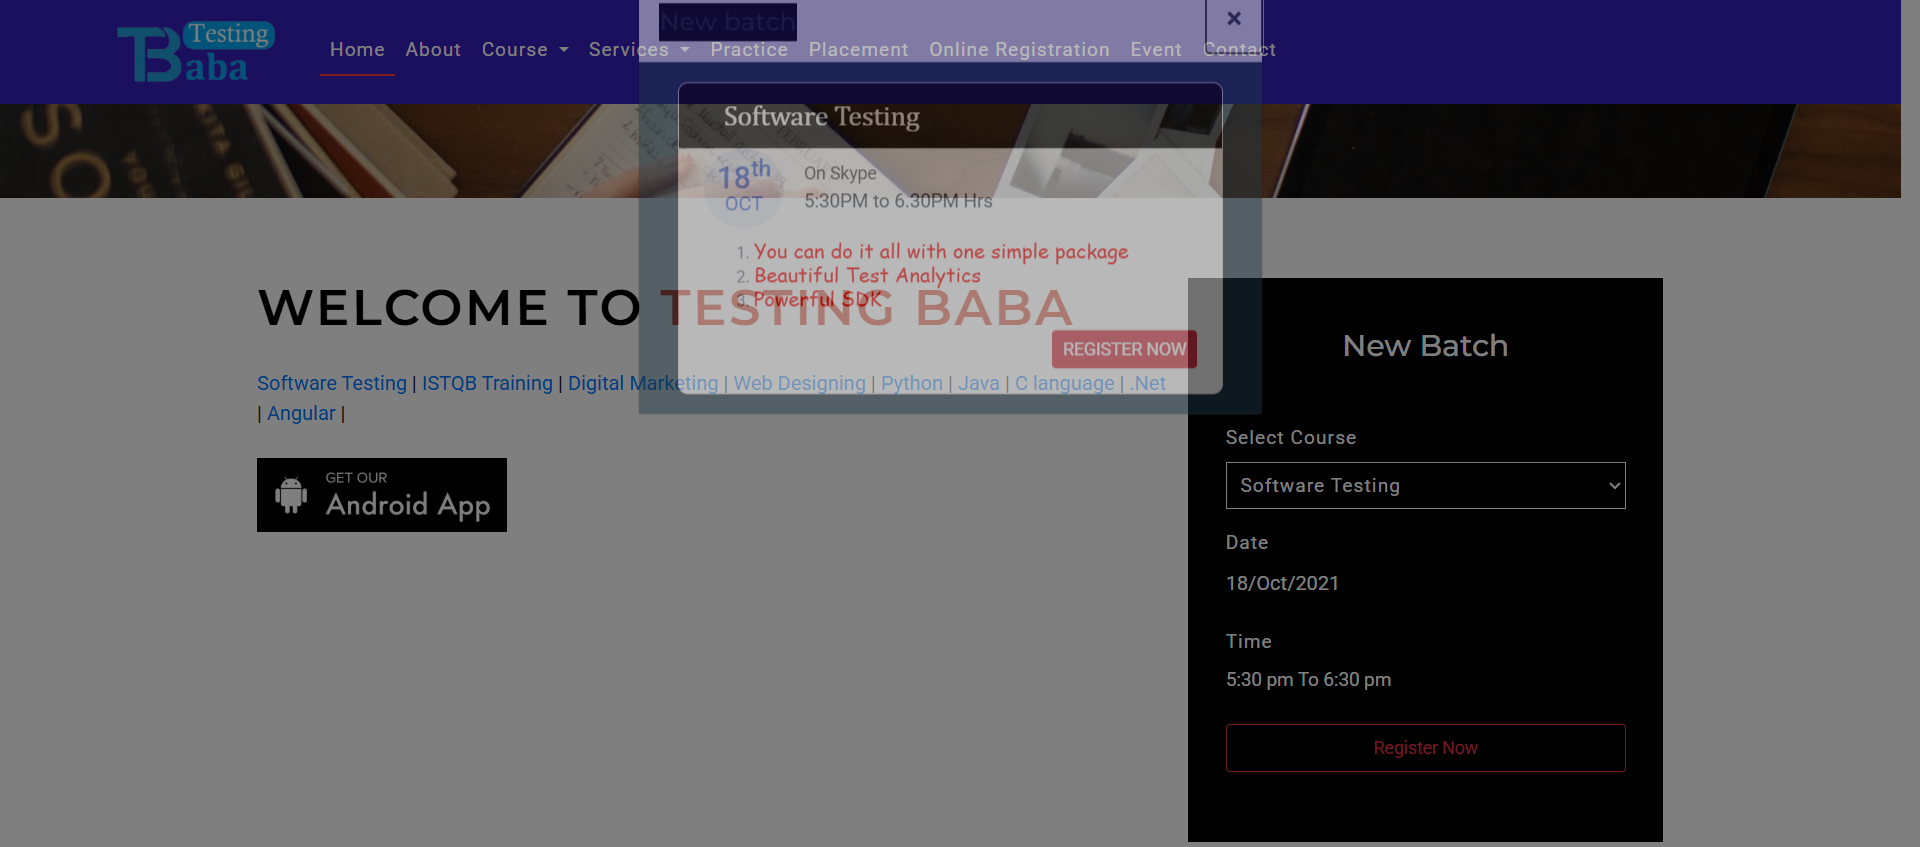 Testing
Baba
Home About Course Services Practice Placement Online Registration Event Contact
New batch
×
Software Testing
18th
OCT
On Skype
5:30PM to 6.30PM Hrs
1. You can do it all with one simple package
2. Beautiful Test Analytics
3. Powerful SDK
REGISTER NOW
WELCOME TO TESTING BABA
Software Testing | ISTQB Training | Digital Marketing | Web Designing | Python | Java | C language | .Net
| Angular |
GET OUR
Android App
New Batch
Select Course
Software Testing
Date
18/Oct/2021
Time
5:30 pm To 6:30 pm
Register Now